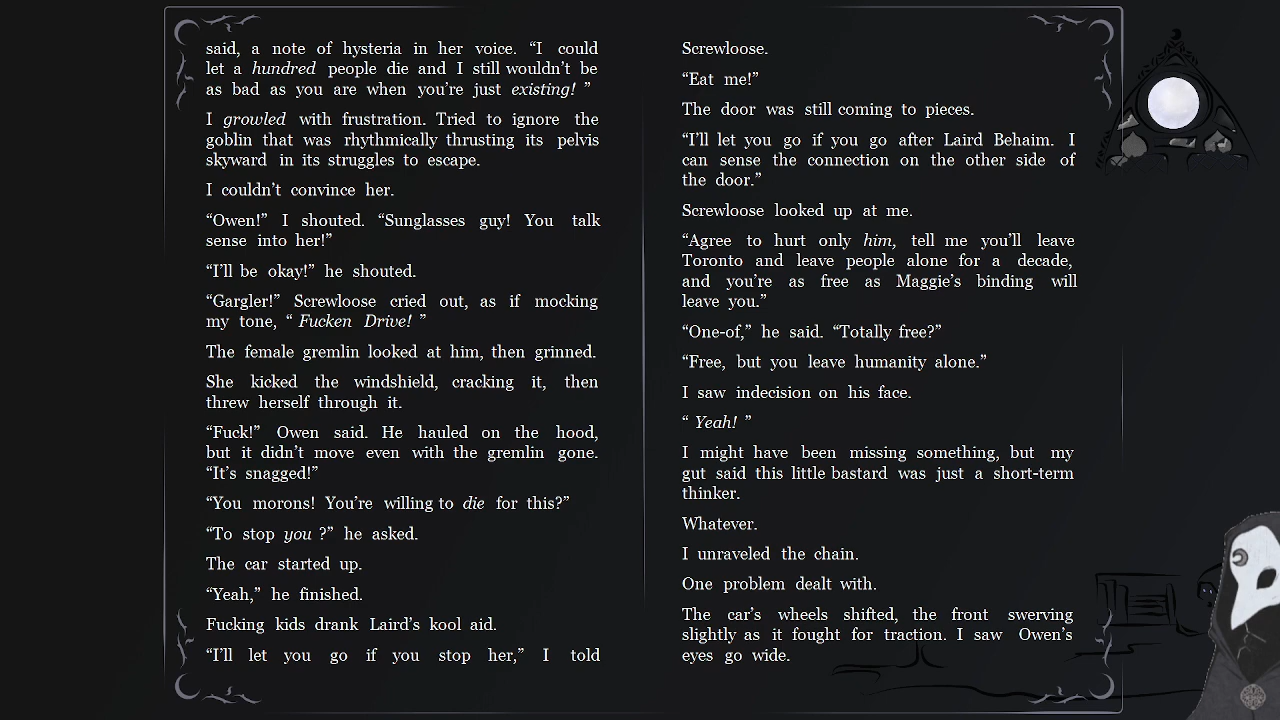 said, a note of hysteria in her voice. “I could
let a hundred people die and I still wouldn’t be
as bad as you are when you’re just existing! ”
I growled with frustration. Tried to ignore the
goblin that was rhythmically thrusting its pelvis
skyward in its struggles to escape.
I couldn’t convince her.
“Owen!” I shouted. “Sunglasses guy! You talk
sense into her!”
“I’ll be okay!” he shouted.
“Gargler!” Screwloose cried out, as if mocking
my tone, “ Fucken Drive! ”
The female gremlin looked at him, then grinned.
She kicked the windshield, cracking it, then
threw herself through it.
“Fuck!” Owen said. He hauled on the hood,
but it didn’t move even with the gremlin gone.
“It’s snagged!”
“You morons! You’re willing to die for this?”
“To stop you ?” he asked.
The car started up.
“Yeah,” he finished.
Fucking kids drank Laird’s kool aid.
“I’ll let you go if you stop her,” I told
Screwloose.
“Eat me!”
The door was still coming to pieces.
“I’ll let you go if you go after Laird Behaim. I
can sense the connection on the other side of
the door.”
Screwloose looked up at me.
“Agree to hurt only him, tell me you’ll leave
Toronto and leave people alone for a decade,
and you’re as free as Maggie’s binding will
leave you.”
“One-of,” he said. “Totally free?”
“Free, but you leave humanity alone.”
I saw indecision on his face.
“ Yeah! ”
I might have been missing something, but my
gut said this little bastard was just a short-term
thinker.
Whatever.
I unraveled the chain.
One problem dealt with.
The car’s wheels shifted, the front swerving
slightly as it fought for traction. I saw Owen’s
eyes go wide.